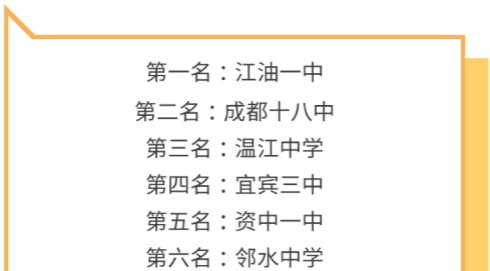 第一名：江油一中
第二名：成都十八中
第三名：温江中学
第四名：宜宾三中
第五名：资中一中
第六名：邻水中学